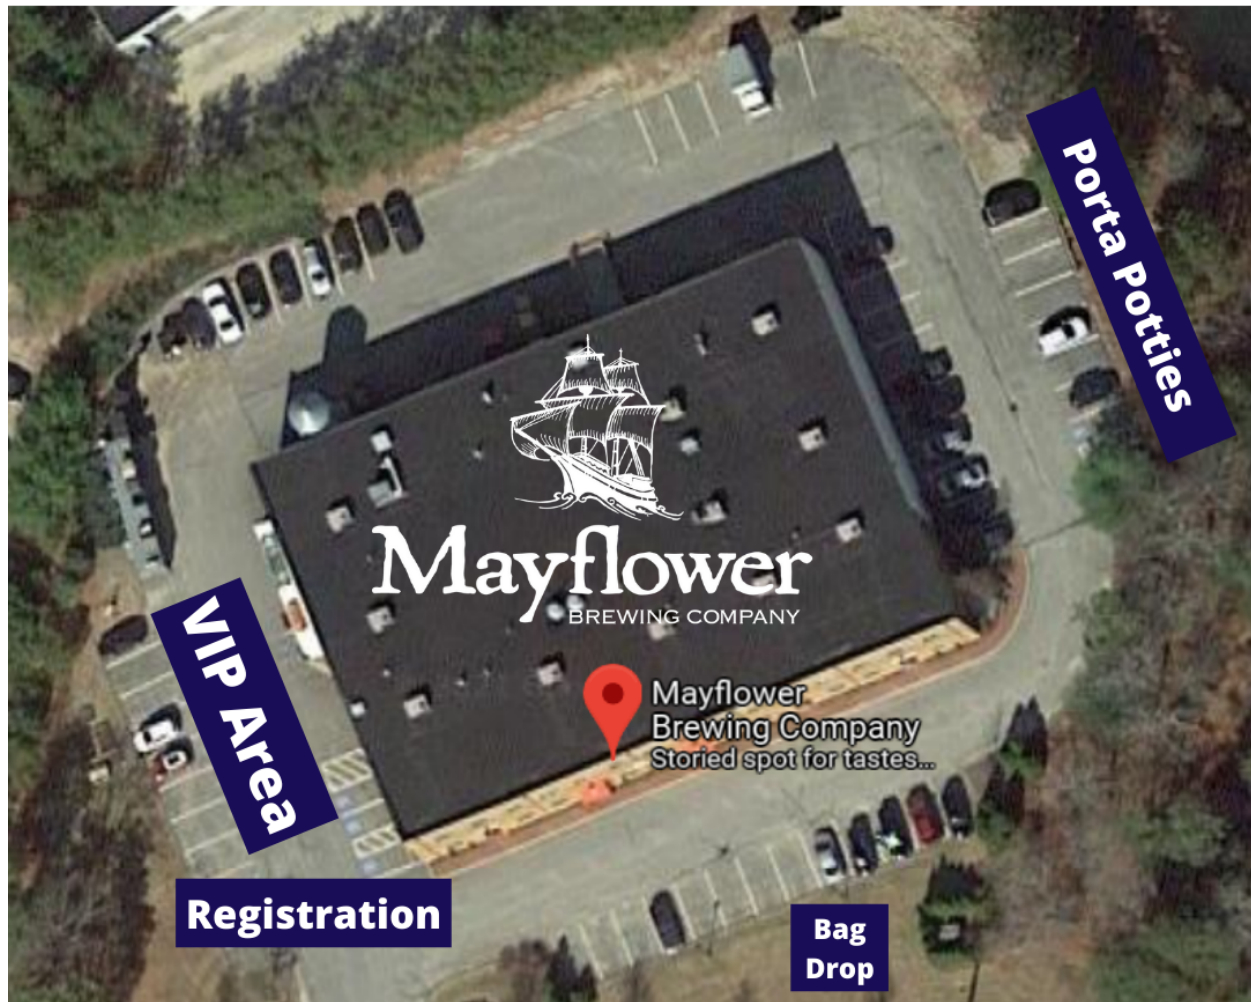 Porta Potties
Mayflower
BREWING COMPANY
VIP Area
Mayflower
Brewing Company
Storied spot for tastes...
Registration
Bag
Drop